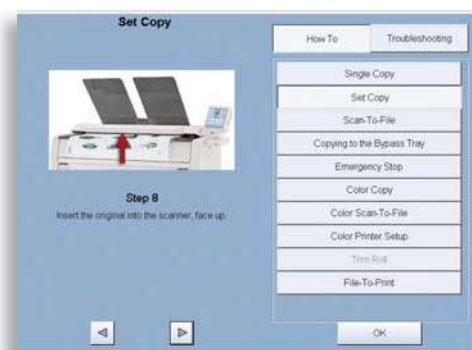 Set Copy
Step 8
Insert the original into the scanner, face up.
How To
Troubleshooting
Single Copy
Set Copy
Scan-To-File
Copying to the Bypass Tray
Emergency Stop
Color Copy
Color Scan-To-File
Color Printer Setup
Trim Roll
File-To-Print
OK